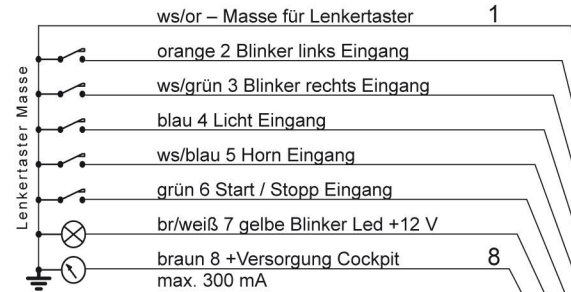 ws/or – Masse für Lenkertaster 1
orange 2 Blinker links Eingang
ws/grün 3 Blinker rechts Eingang
blau 4 Licht Eingang
ws/blau 5 Horn Eingang
grün 6 Start / Stopp Eingang
br/weiß 7 gelbe Blinker Led +12 V
braun 8 +Versorgung Cockpit 8
max. 300 mA
Lenkertaster Masse